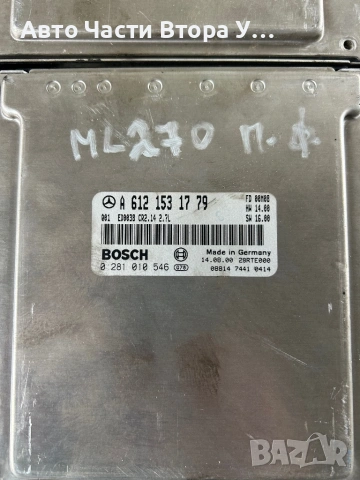 Авто Части Втора У...
ML270 П.Ф.
A 612 153 17 79
FD 00M08
HW 14.00
001 ED0038 CR2.14 2.7L
SW 16.00
BOSCH
Made in Germany
0 281 010 546
14.08.00 28RTE000
08814 7441 0414
BAZAR